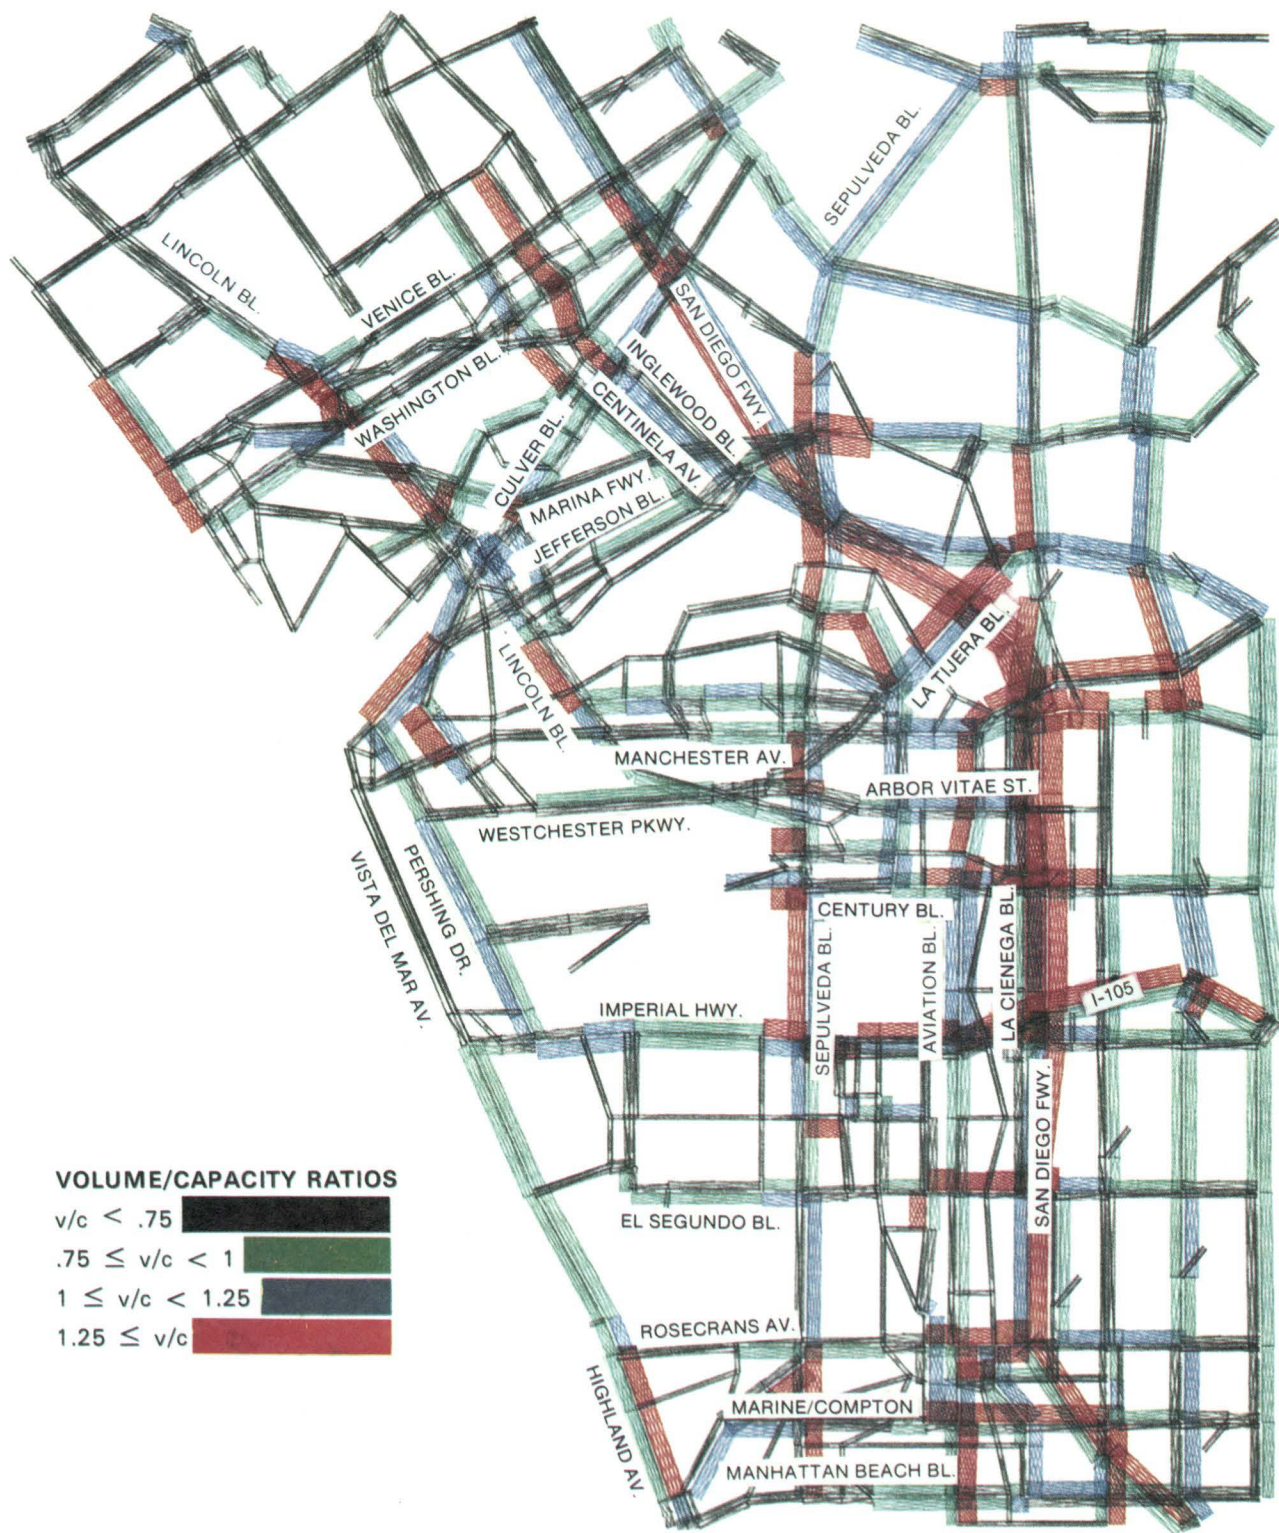 SEPULVEDA BL.
LINCOLN BL.
VENICE BL.
SAN DIEGO FWY.
WASHINGTON BL.
INGLEWOOD BL.
CENTINELA AV.
CULVER BL.
MARINA FWY.
JEFFERSON BL.
LINCOLN BL.
LA TIJERA BL.
MANCHESTER AV.
ARBOR VITAE ST.
WESTCHESTER PKWY.
PERSHING DR.
VISTA DEL MAR AV.
CENTURY BL.
SEPULVEDA BL.
AVIATION BL.
LA CIENEGA BL.
I-105
IMPERIAL HWY.
SAN DIEGO FWY.
VOLUME/CAPACITY RATIOS
v/c < .75
.75 ≤ v/c < 1
1 ≤ v/c < 1.25
1.25 ≤ v/c
EL SEGUNDO BL.
ROSECRANS AV.
HIGHLAND AV.
MARINE/COMPTON
MANHATTAN BEACH BL.